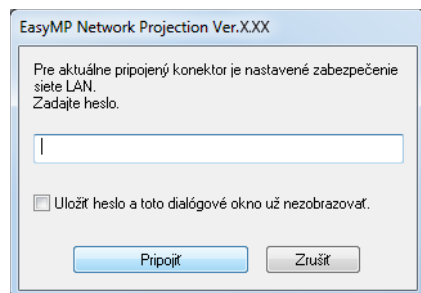 EasyMP Network Projection Ver.X.XX
Pre aktuálne pripojený konektor je nastavené zabezpečenie
siete LAN.
Zadajte heslo.
Uložiť heslo a toto dialógové okno už nezobrazovať.
Pripojiť
Zrušiť